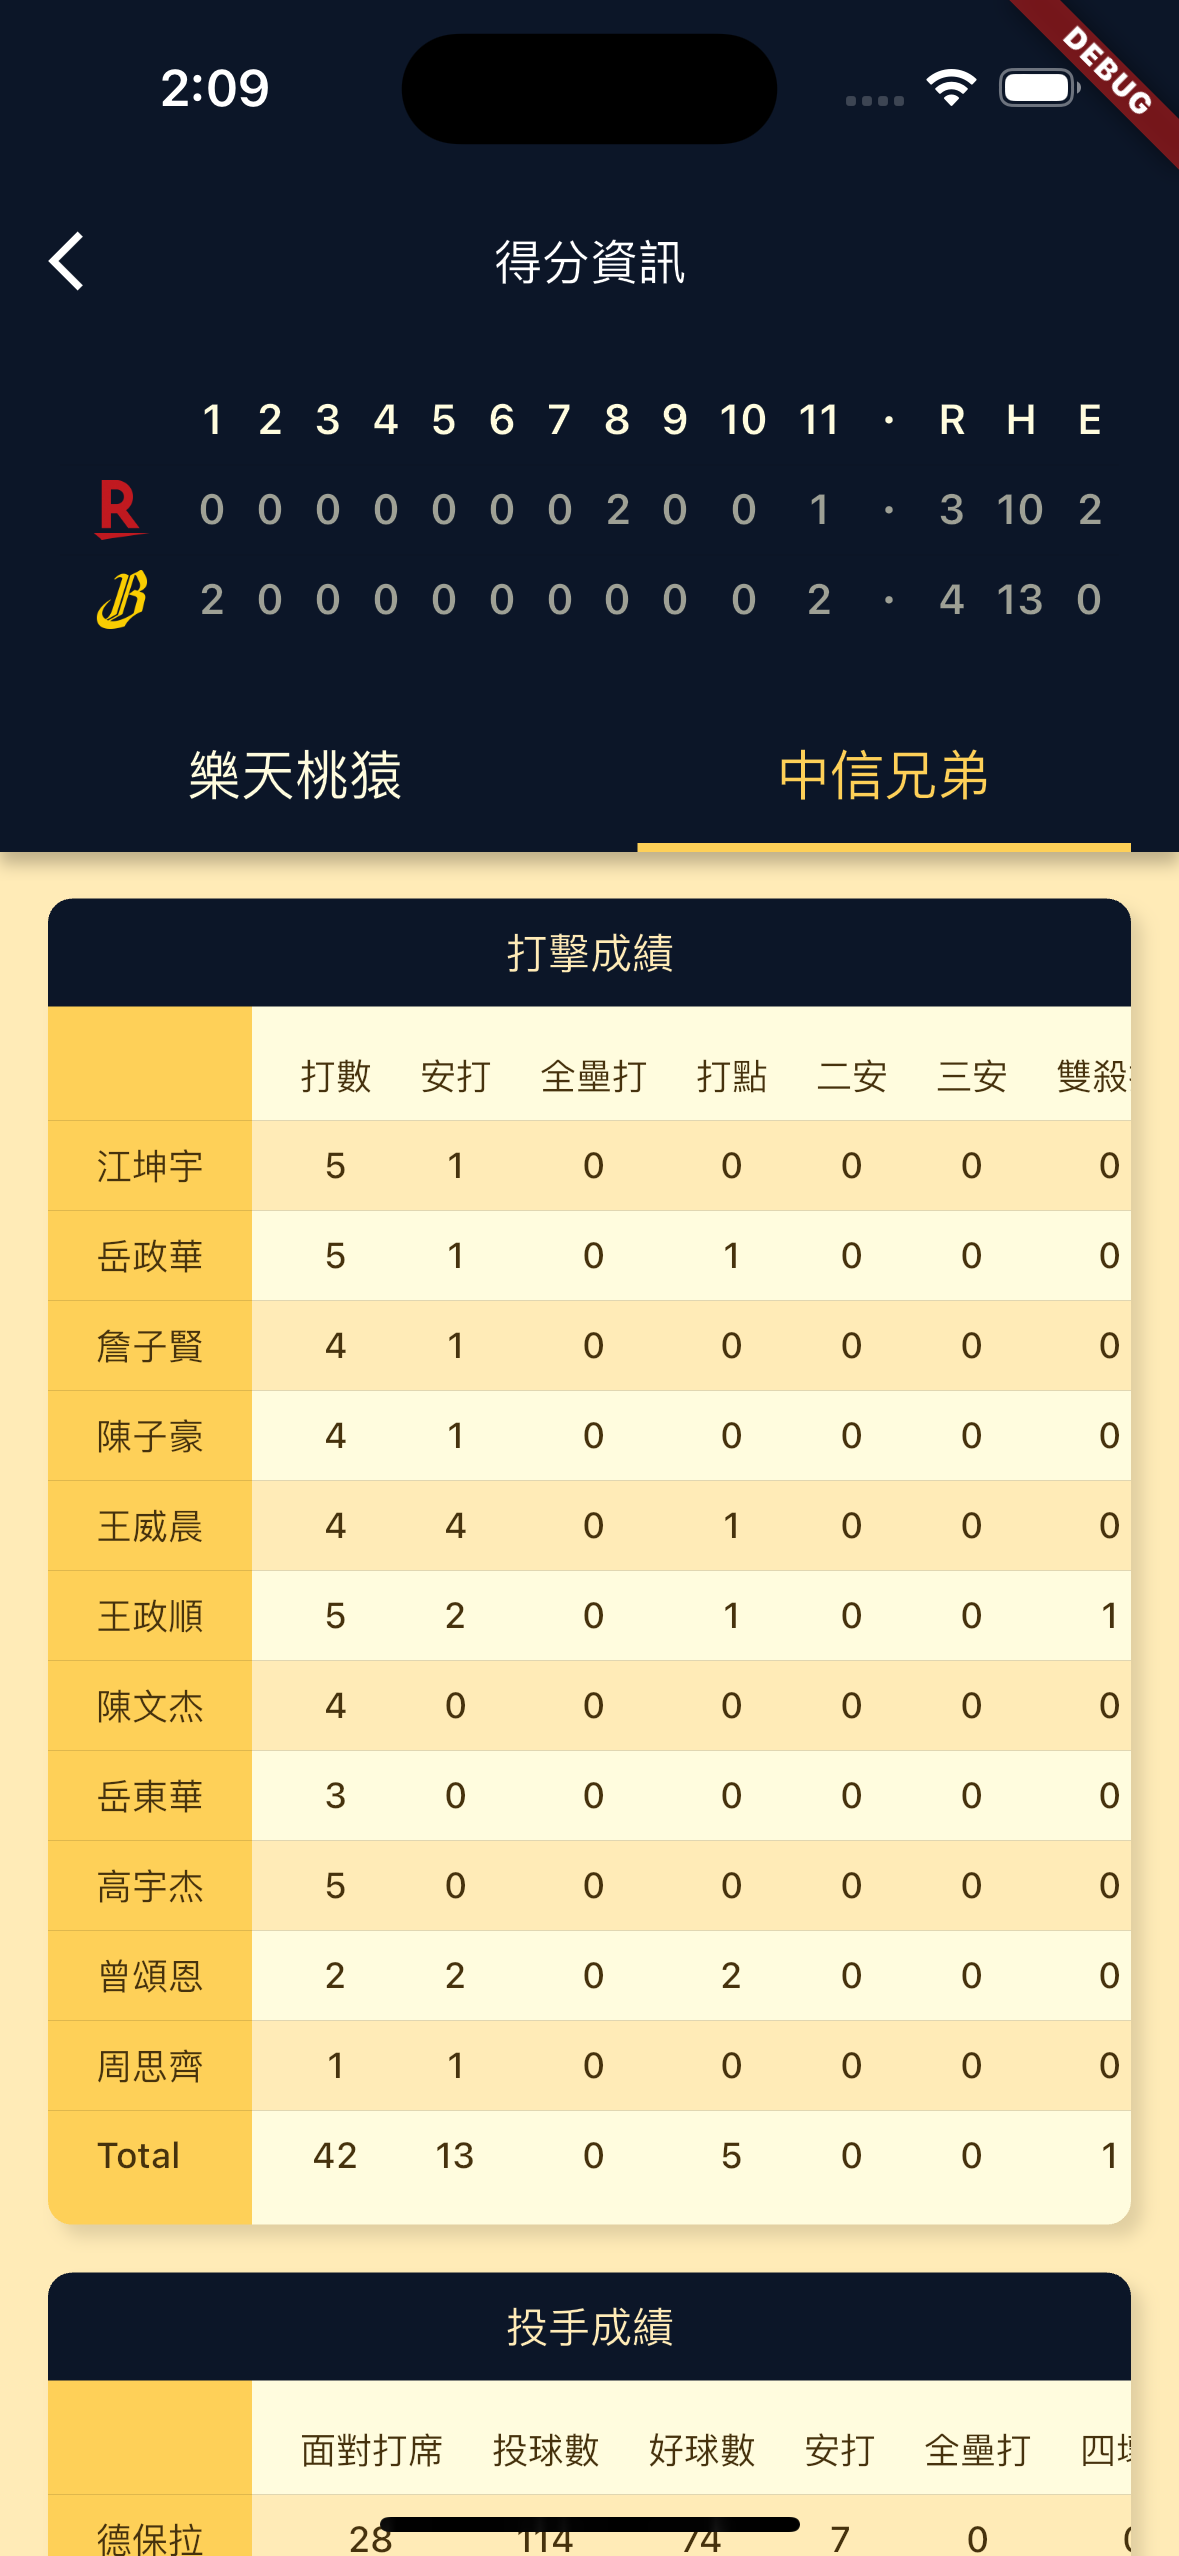 2:09
DEBUG
得分資訊
1 2 3 4 5 6 7 8 9 10 11 · R H E
R 0 0 0 0 0 0 0 2 0 0 1 · 3 10 2
B 2 0 0 0 0 0 0 0 0 0 2 · 4 13 0
樂天桃猿 中信兄弟
打擊成績
打數 安打 全壘打 打點 二安 三安 雙殺
江坤宇 5 1 0 0 0 0 0
岳政華 5 1 0 1 0 0 0
詹子賢 4 1 0 0 0 0 0
陳子豪 4 1 0 0 0 0 0
王威晨 4 4 0 1 0 0 0
王政順 5 2 0 1 0 0 1
陳文杰 4 0 0 0 0 0 0
岳東華 3 0 0 0 0 0 0
高宇杰 5 0 0 0 0 0 0
曾頌恩 2 2 0 2 0 0 0
周思齊 1 1 0 0 0 0 0
Total 42 13 0 5 0 0 1
投手成績
面對打席 投球數 好球數 安打 全壘打 四
德保拉 28 114 74 7 0